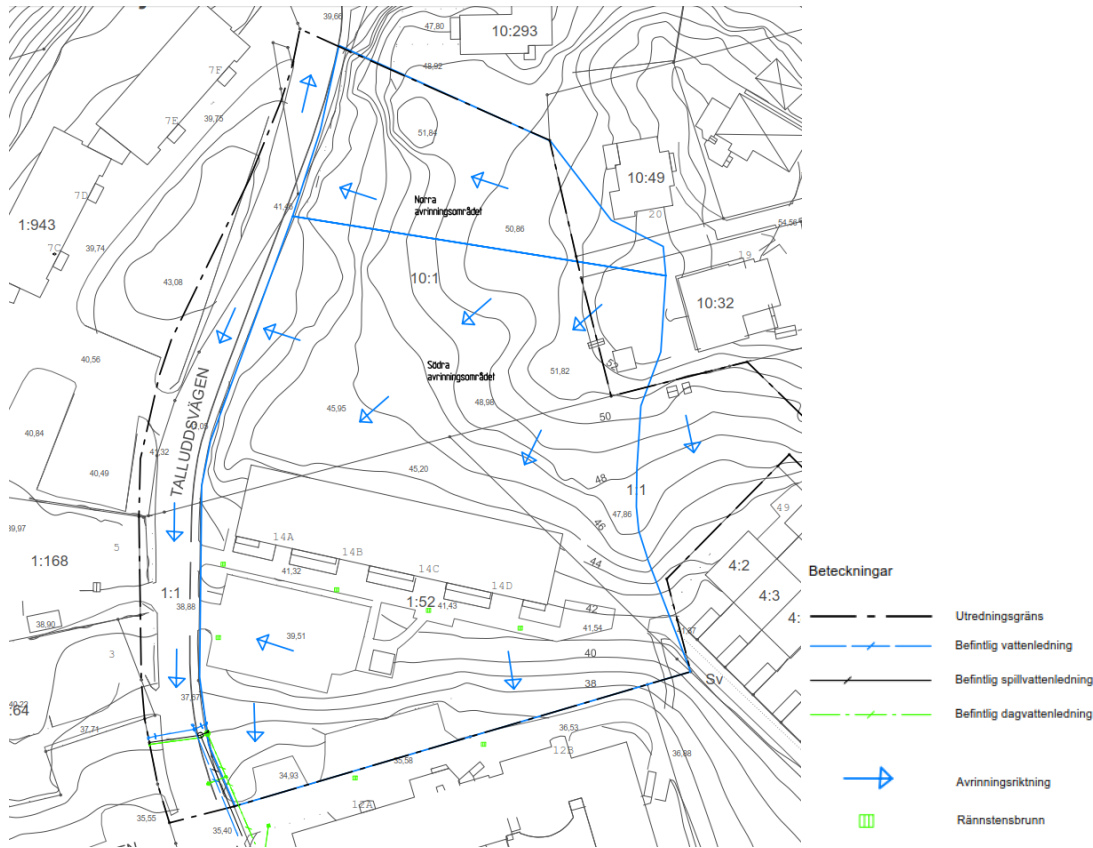 39,66
47,80
10:293
48,92
7F
39,75
7E
51,84
10:49
7D
1:943
41,46
Norra
avrinningsområdet
20
54,56
7C
39,74
50,86
19
43,08
10:1
10:32
40,56
Södra
avrinningsområdet
51,82
52
TALLUDDSVÄGEN
45,95
48,98
50
40,84
41,32
40,49
45,20
48
1:1
47,86
49
46
39,97
14A
14B
44
5
1:168
41,32
14C
14D
4:2
1:1
38,88
1:52
41,43
42
4:3
38,90
39,51
41,54
4:
3
40
38
Sv
37,67
:64
37,71
36,53
12B
36,88
35,58
34,93
12A
35,55
35,40
Beteckningar
Utredningsgräns
Befintlig vattenledning
Befintlig spillvattenledning
Befintlig dagvattenledning
Avrinningsriktning
Rännstensbrunn